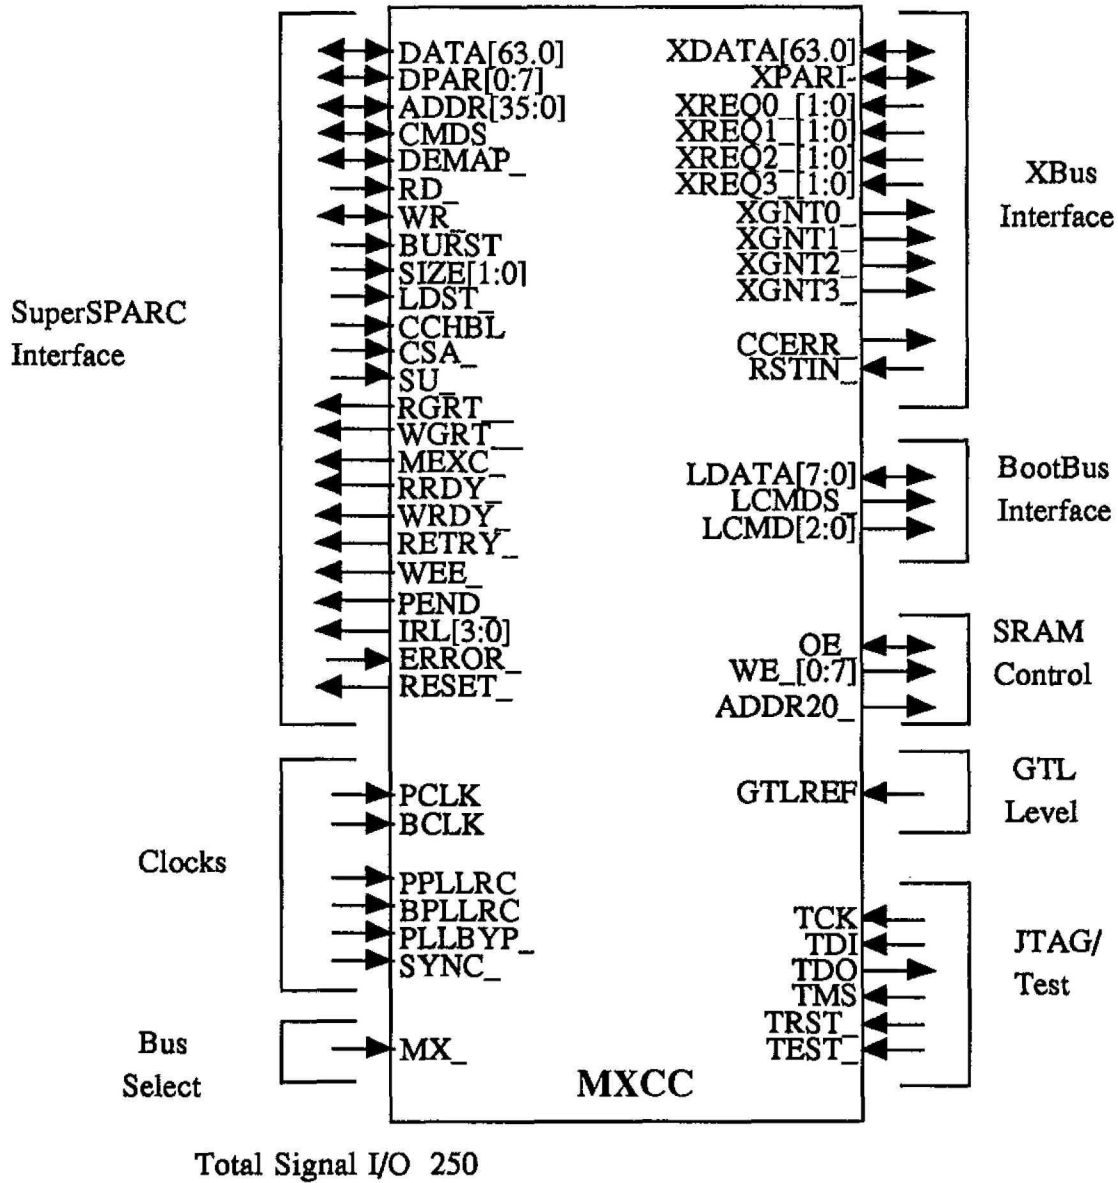 SuperSPARC
Interface
DATA[63.0]
DPAR[0:7]
ADDR[35:0]
CMDS_
DEMAP_
RD_
WR_
BURST
SIZE[1:0]
LDST_
CCHBL
CSA_
SU_
RGRT_
WGRT_
MEXC_
RRDY_
WRDY_
RETRY_
WEE_
PEND_
IRL[3:0]
ERROR_
RESET_
Clocks
PCLK
BCLK
PPLLRC
BPLLRC
PLLBYP_
SYNC_
Bus
Select
MX_
XDATA[63.0]
XPARI-
XREQ0_[1:0]
XREQ1_[1:0]
XREQ2_[1:0]
XREQ3_[1:0]
XGNT0_
XGNT1_
XGNT2_
XGNT3_
CCERR_
RSTIN_
XBus
Interface
LDATA[7:0]
LCMDS_
LCMD[2:0]
BootBus
Interface
OE_
WE_[0:7]
ADDR20_
SRAM
Control
GTLREF
GTL
Level
TCK
TDI
TDO
TMS
TRST_
TEST_
JTAG/
Test
MXCC
Total Signal I/O 250